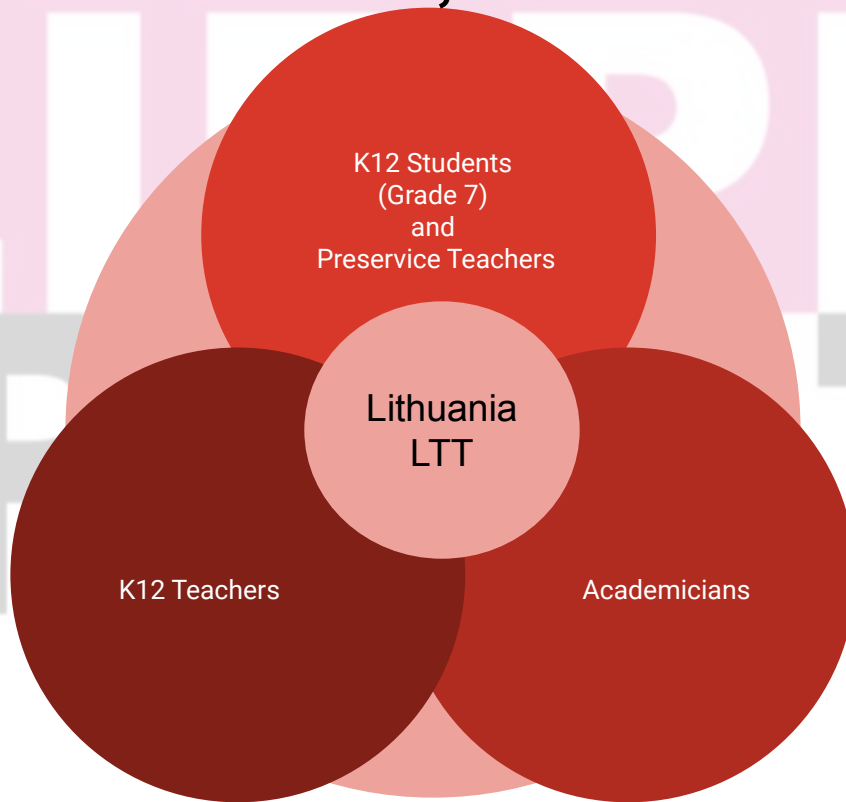 K12 Students
(Grade 7)
and
Preservice Teachers
Lithuania
LTT
K12 Teachers
Academicians